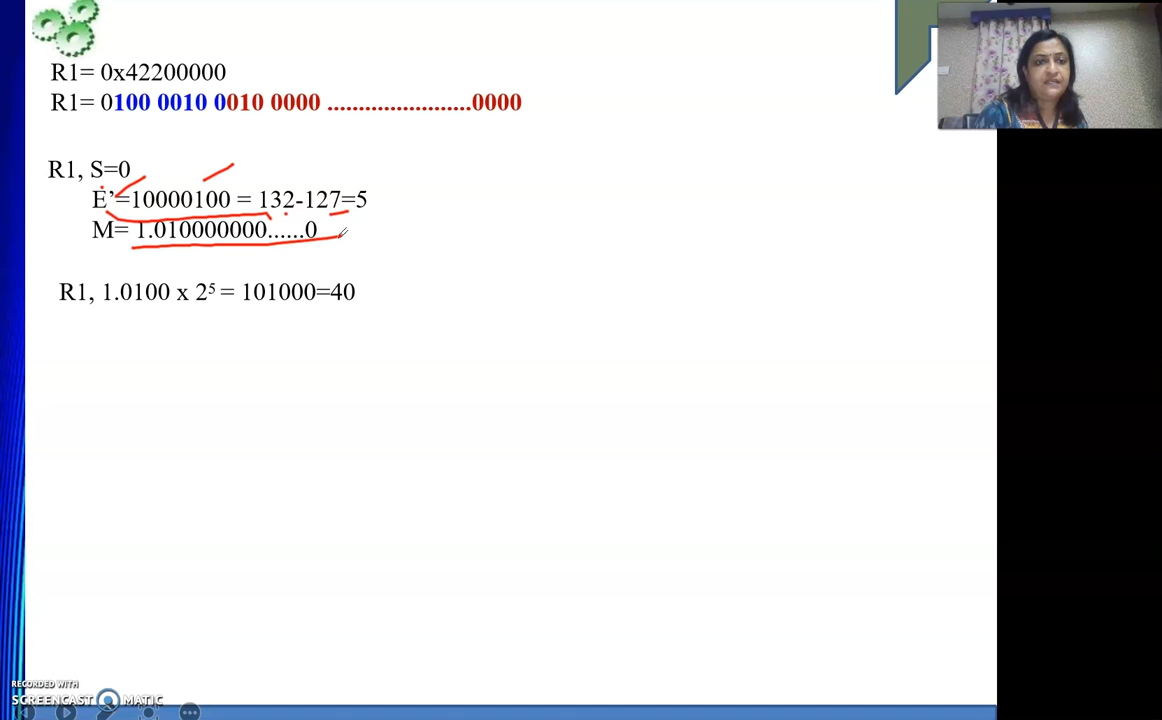 R1= 0x42200000
R1= 0100 0010 0010 0000 .......................0000
R1, S=0
E'=10000100 = 132-127=5
M= 1.010000000......0
R1, 1.0100 x 2⁵ = 101000=40
RECORDED WITH
SCREENCAST MATIC